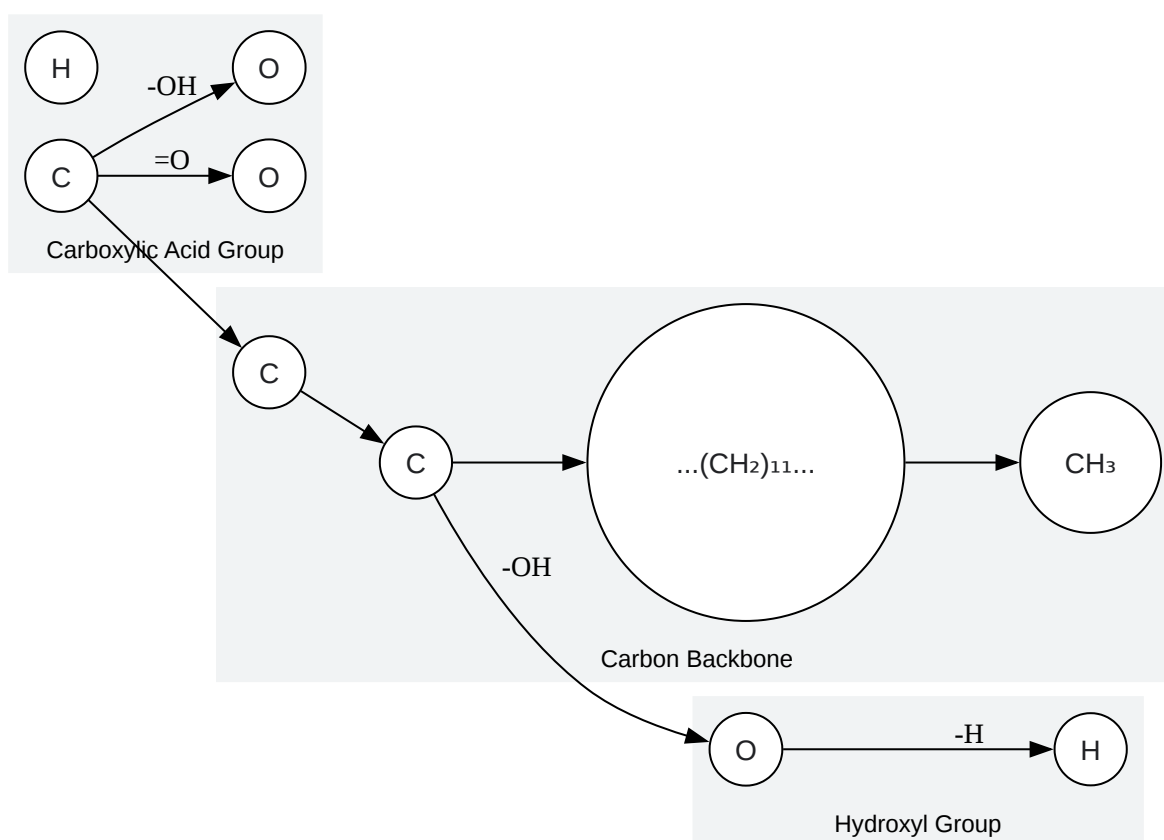 H
O
-OH
C
=O
O
Carboxylic Acid Group
C
C
...(CH₂)₁₁...
CH₃
-OH
Carbon Backbone
O
-H
H
Hydroxyl Group